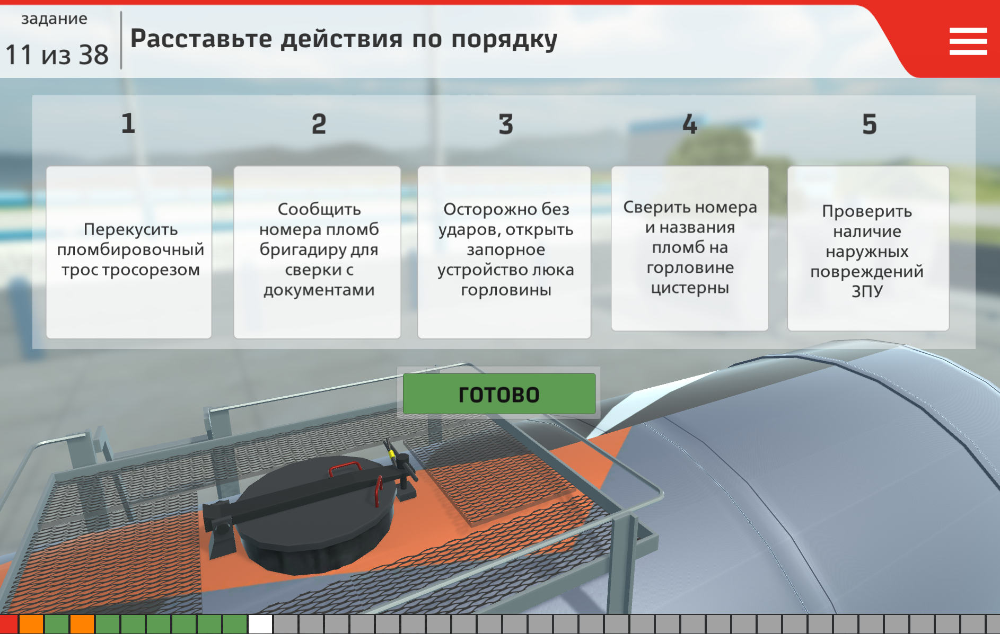 задание
11 из 38
Расставьте действия по порядку
1
2
3
4
5
Перекусить
пломбировочный
трос тросорезом
Сообщить
номера пломб
бригадиру для
сверки с
документами
Осторожно без
ударов, открыть
запорное
устройство люка
горловины
Сверить номера
и названия
пломб на
горловине
цистерны
Проверить
наличие
наружных
повреждений
ЗПУ
ГОТОВО